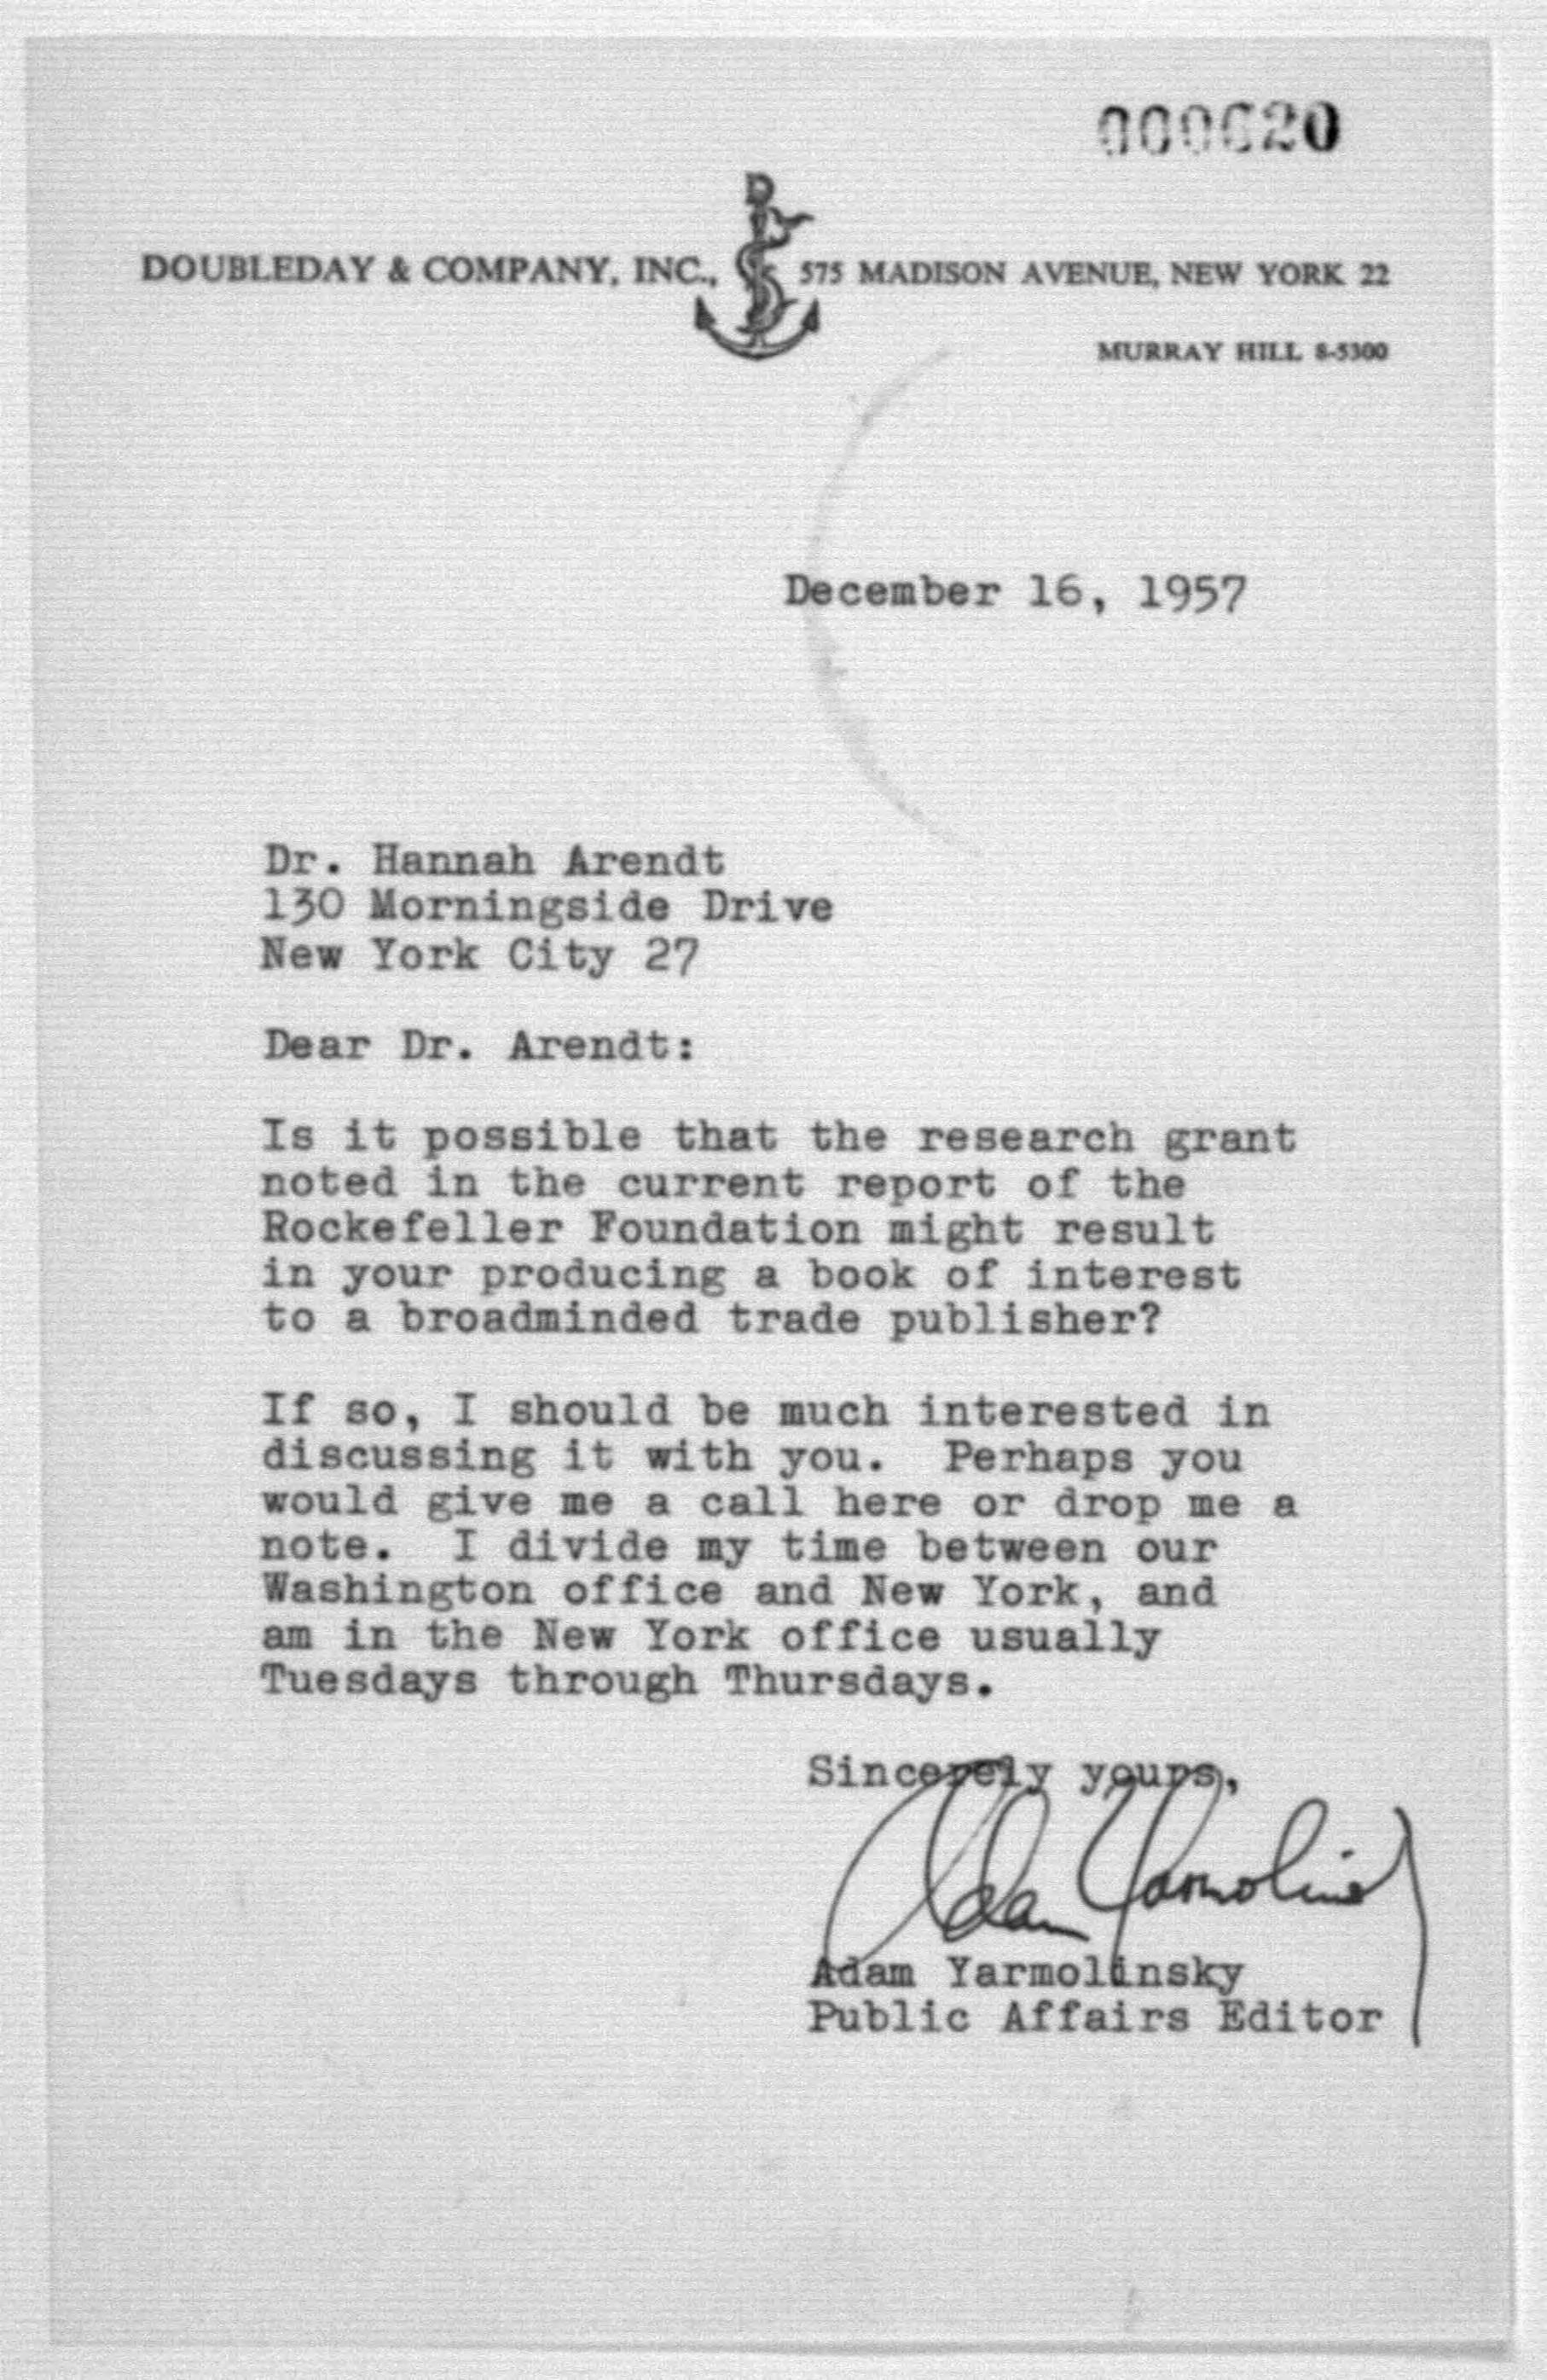 000620
D
DOUBLEDAY & COMPANY, INC., 575 MADISON AVENUE, NEW YORK 22
MURRAY HILL 8-5300
December 16, 1957
Dr. Hannah Arendt
130 Morningside Drive
New York City 27
Dear Dr. Arendt:
Is it possible that the research grant
noted in the current report of the
Rockefeller Foundation might result
in your producing a book of interest
to a broadminded trade publisher?
If so, I should be much interested in
discussing it with you. Perhaps you
would give me a call here or drop me a
note. I divide my time between our
Washington office and New York, and
am in the New York office usually
Tuesdays through Thursdays.
Sincerely yours,
Adam Yarmolinsky
Adam Yarmolinsky
Public Affairs Editor